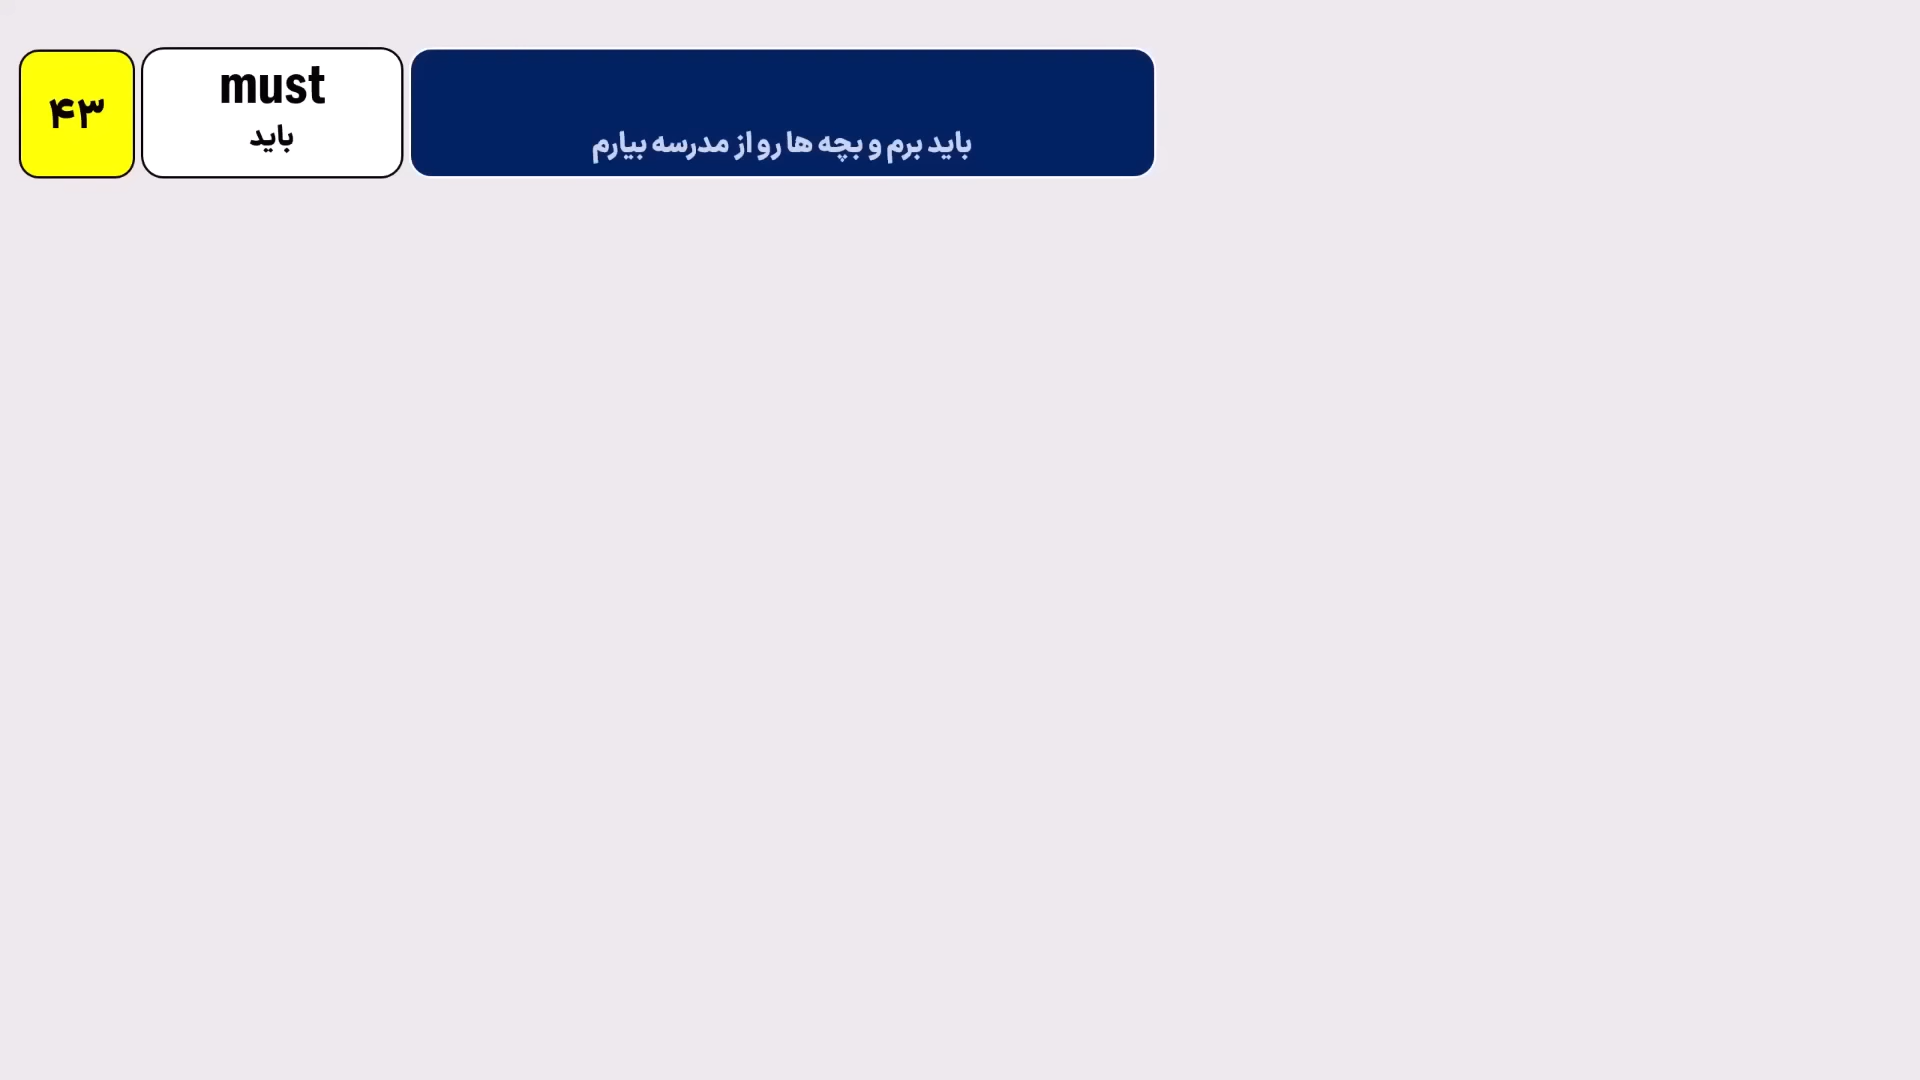 ۴۳
must
باید
باید برم و بچه ها رو از مدرسه بیارم